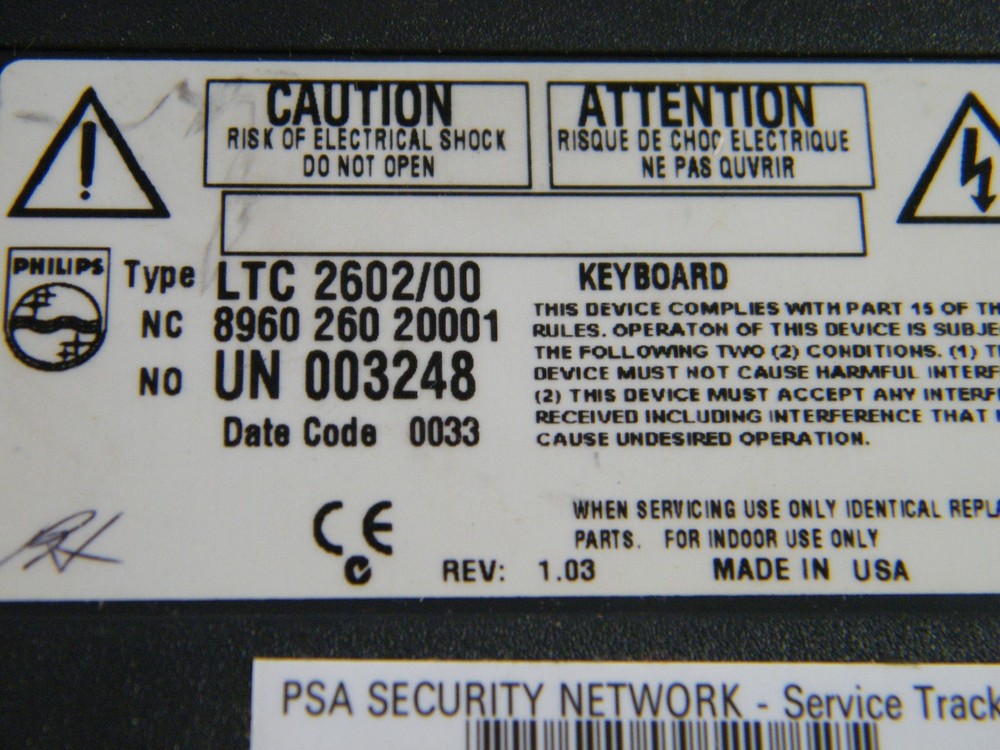 CAUTION
RISK OF ELECTRICAL SHOCK
DO NOT OPEN
ATTENTION
RISQUE DE CHOC ELECTRIQUE
NE PAS QUVRIR
PHILIPS
Type LTC 2602/00
NC 8960 260 20001
NO UN 003248
Date Code 0033
KEYBOARD
THIS DEVICE COMPLIES WITH PART 15 OF TH
RULES. OPERATON OF THIS DEVICE IS SUBJE
THE FOLLOWING TWO (2) CONDITIONS. (1) T
DEVICE MUST NOT CAUSE HARMFUL INTERF
(2) THIS DEVICE MUST ACCEPT ANY INTERF
RECEIVED INCLUDING INTERFERENCE THAT
CAUSE UNDESIRED OPERATION.
WHEN SERVICING USE ONLY IDENTICAL REPLA
PARTS. FOR INDOOR USE ONLY
CE
REV: 1.03 MADE IN USA
PSA SECURITY NETWORK - Service Track